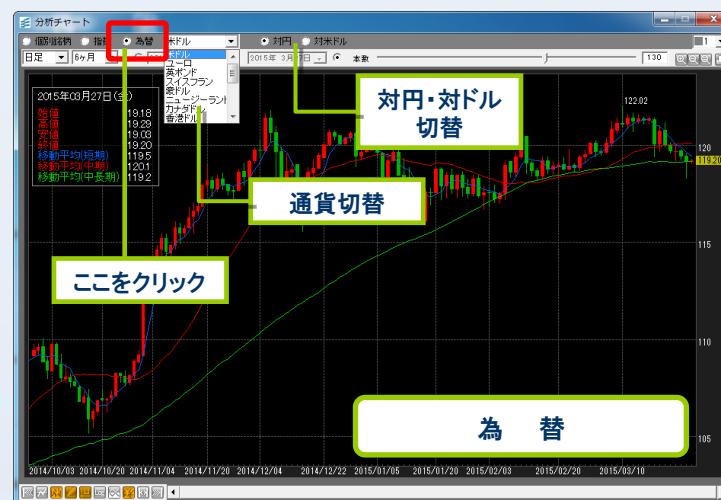 分析チャート
個別銘柄 指標 為替 米ドル 対円 対米ドル 1
日足 6ヶ月 2015年 3月27日 本数 130
米ドル
ユーロ
英ポンド
スイスフラン
豪ドル
ニュージーラント
カナダドル
香港ドル
2015年03月27日(金)
始値 119.18
高値 119.29
安値 119.03
終値 119.20
移動平均(短期) 119.5
移動平均(中期) 120.1
移動平均(中長期) 119.2
対円・対ドル
切替
通貨切替
ここをクリック
為 替
122.02
120
119.20
115
110
105
2014/10/03 2014/10/20 2014/11/04 2014/11/20 2014/12/04 2014/12/22 2015/01/05 2015/01/20 2015/02/03 2015/02/20 2015/03/10